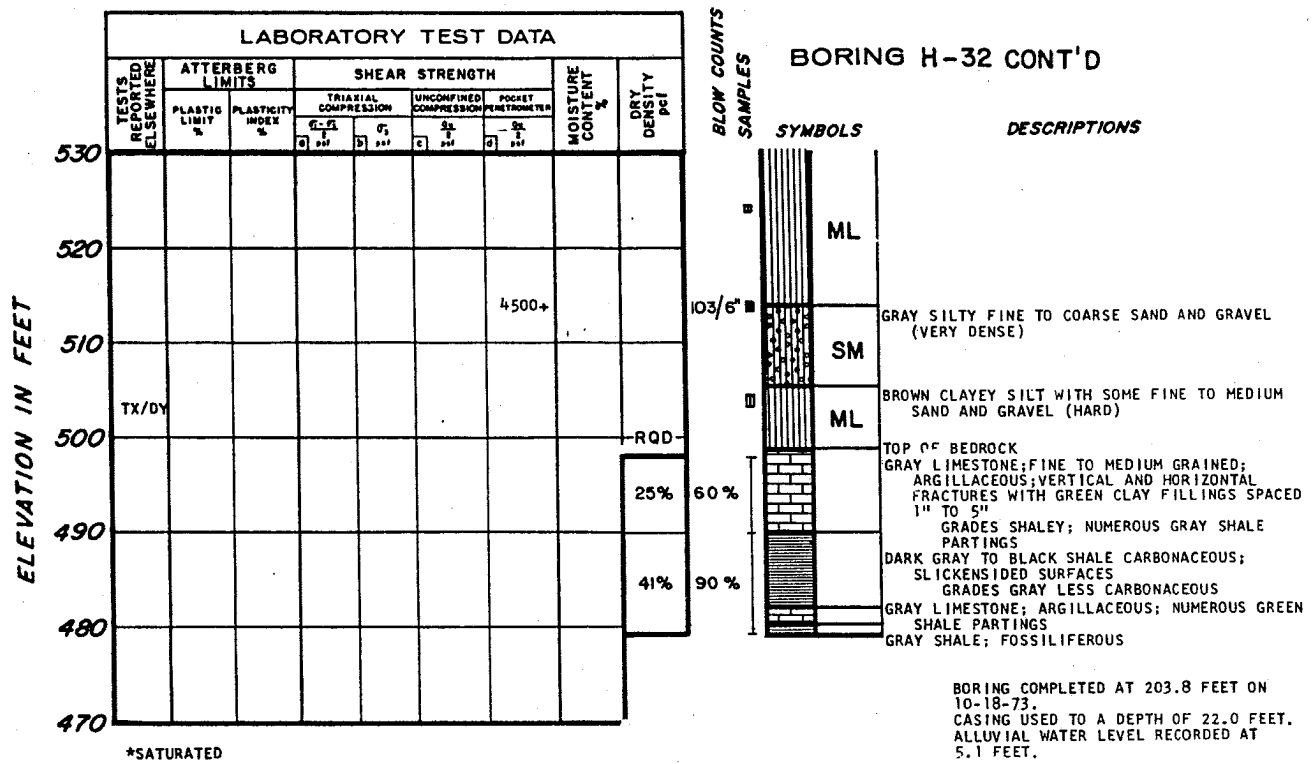 LABORATORY TEST DATA
TESTS REPORTED ELSEWHERE
ATTERBERG LIMITS
SHEAR STRENGTH
MOISTURE CONTENT %
DRY DENSITY pcf
BLOW COUNTS
SAMPLES
PLASTIC LIMIT %
PLASTICITY INDEX %
TRIAXIAL COMPRESSION
UNCONFINED COMPRESSION
POCKET PENETROMETER
a psf
b psf
c psf
d psf
BORING H-32 CONT'D
SYMBOLS
DESCRIPTIONS
ELEVATION IN FEET
530
ML
520
4500+
103/6"
GRAY SILTY FINE TO COARSE SAND AND GRAVEL
(VERY DENSE)
510
SM
BROWN CLAYEY SILT WITH SOME FINE TO MEDIUM
SAND AND GRAVEL (HARD)
TX/DY
ML
500
RQD
TOP OF BEDROCK
GRAY LIMESTONE; FINE TO MEDIUM GRAINED;
ARGILLACEOUS; VERTICAL AND HORIZONTAL
FRACTURES WITH GREEN CLAY FILLINGS SPACED
1" TO 5"
25% 60%
GRADES SHALEY; NUMEROUS GRAY SHALE
PARTINGS
490
DARK GRAY TO BLACK SHALE CARBONACEOUS;
SLICKENSIDED SURFACES
GRADES GRAY LESS CARBONACEOUS
41% 90%
GRAY LIMESTONE; ARGILLACEOUS; NUMEROUS GREEN
SHALE PARTINGS
480
GRAY SHALE; FOSSILIFEROUS
470
BORING COMPLETED AT 203.8 FEET ON
10-18-73.
CASING USED TO A DEPTH OF 22.0 FEET.
ALLUVIAL WATER LEVEL RECORDED AT
5.1 FEET.
*SATURATED